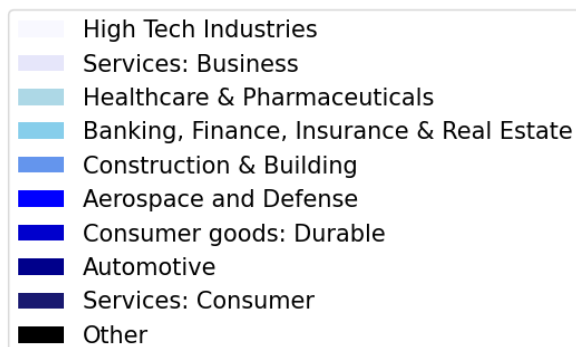 High Tech Industries
Services: Business
Healthcare & Pharmaceuticals
Banking, Finance, Insurance & Real Estate
Construction & Building
Aerospace and Defense
Consumer goods: Durable
Automotive
Services: Consumer
Other